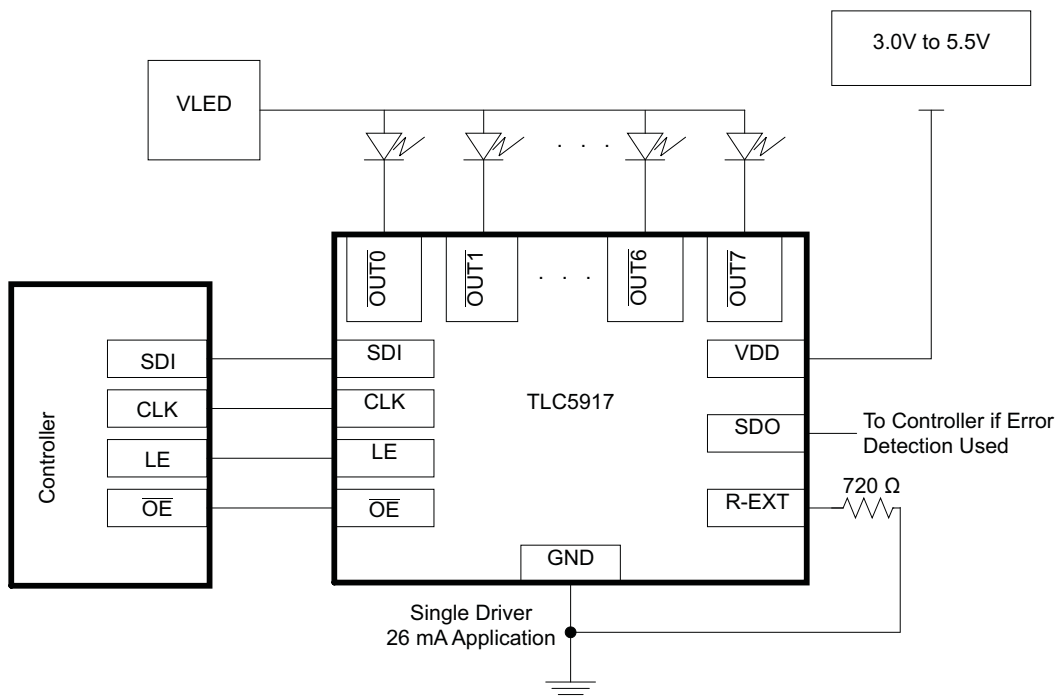 3.0V to 5.5V
VLED
. . .
OUT0
OUT1
. . .
OUT6
OUT7
Controller
SDI
CLK
LE
OE
SDI
CLK
LE
OE
TLC5917
VDD
SDO
R-EXT
GND
To Controller if Error
Detection Used
720 Ω
Single Driver
26 mA Application